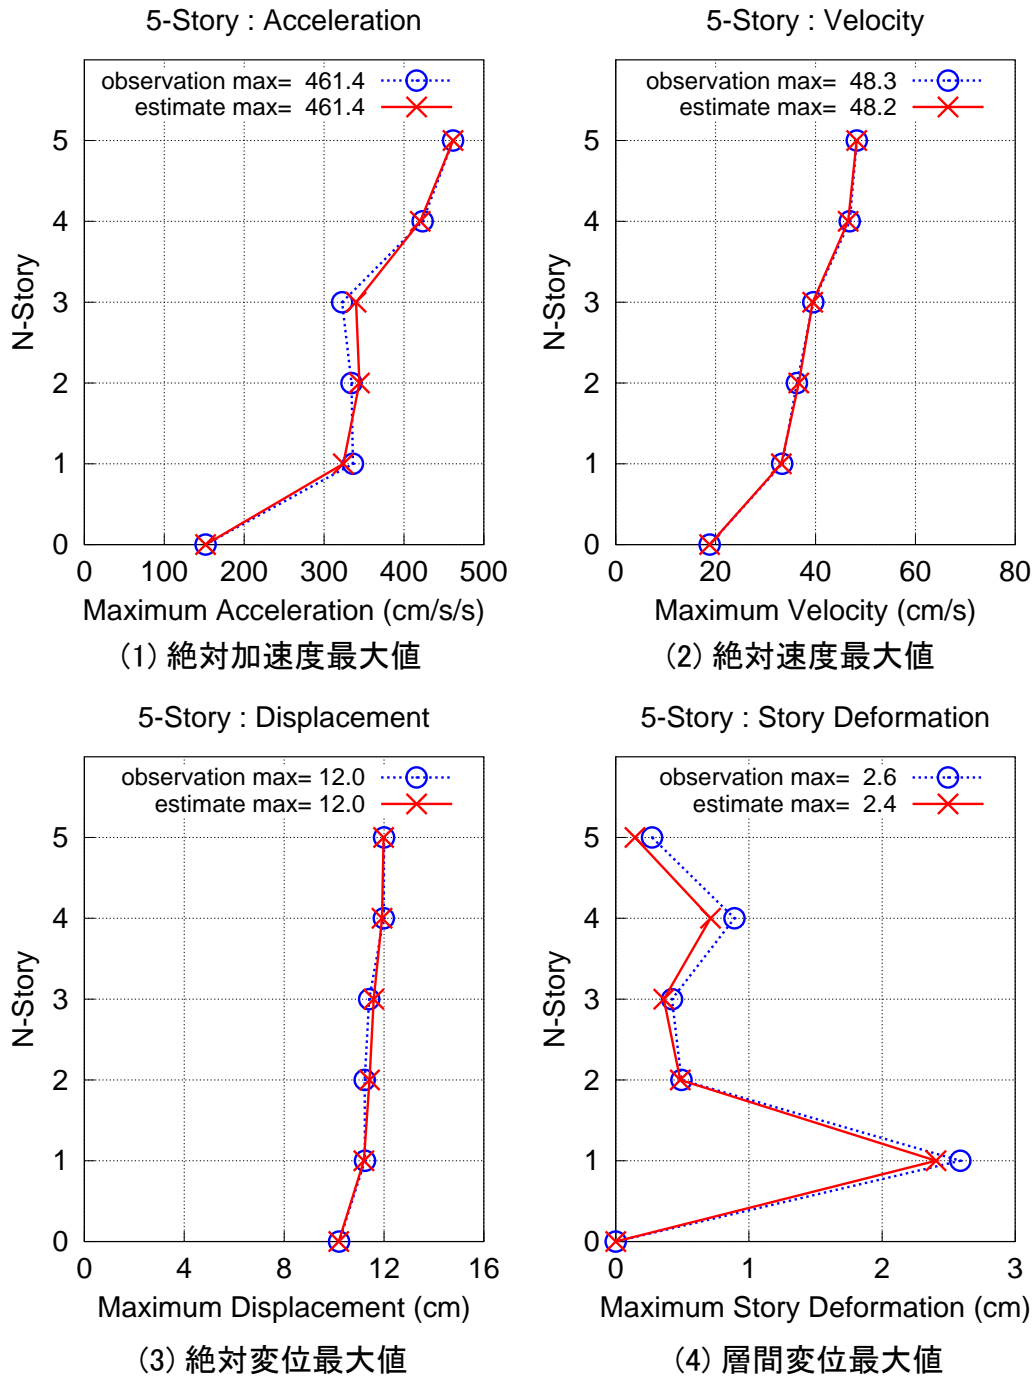 5-Story : Acceleration
observation max= 461.4
estimate max= 461.4
5
4
3
2
1
0
N-Story
0 100 200 300 400 500
Maximum Acceleration (cm/s/s)
(1) 絶対加速度最大値
5-Story : Velocity
observation max= 48.3
estimate max= 48.2
5
4
3
2
1
0
N-Story
0 20 40 60 80
Maximum Velocity (cm/s)
(2) 絶対速度最大値
5-Story : Displacement
observation max= 12.0
estimate max= 12.0
5
4
3
2
1
0
N-Story
0 4 8 12 16
Maximum Displacement (cm)
(3) 絶対変位最大値
5-Story : Story Deformation
observation max= 2.6
estimate max= 2.4
5
4
3
2
1
0
N-Story
0 1 2 3
Maximum Story Deformation (cm)
(4) 層間変位最大値